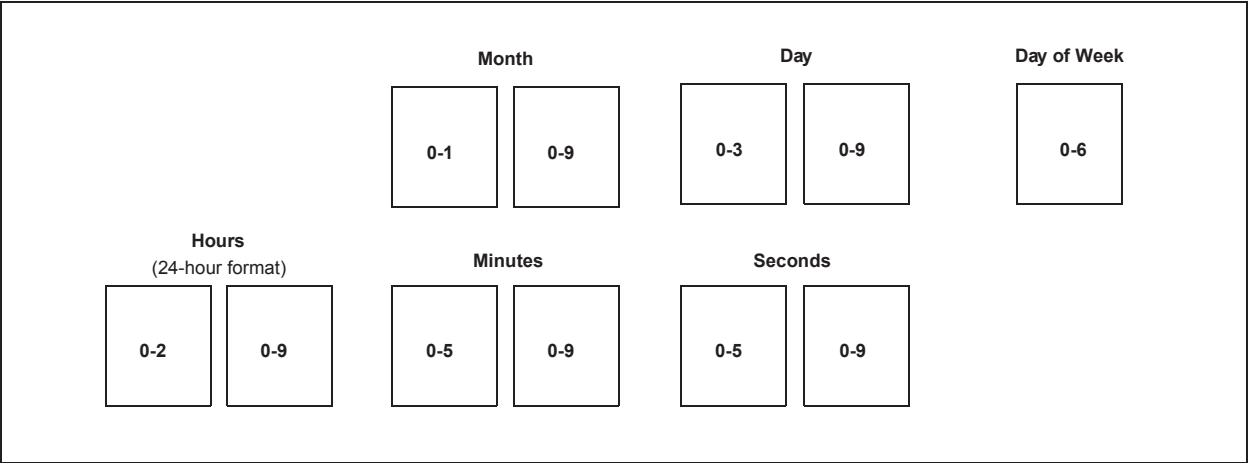 Month Day Day of Week
0-1 0-9 0-3 0-9 0-6
Hours
(24-hour format)
Minutes Seconds
0-2 0-9 0-5 0-9 0-5 0-9